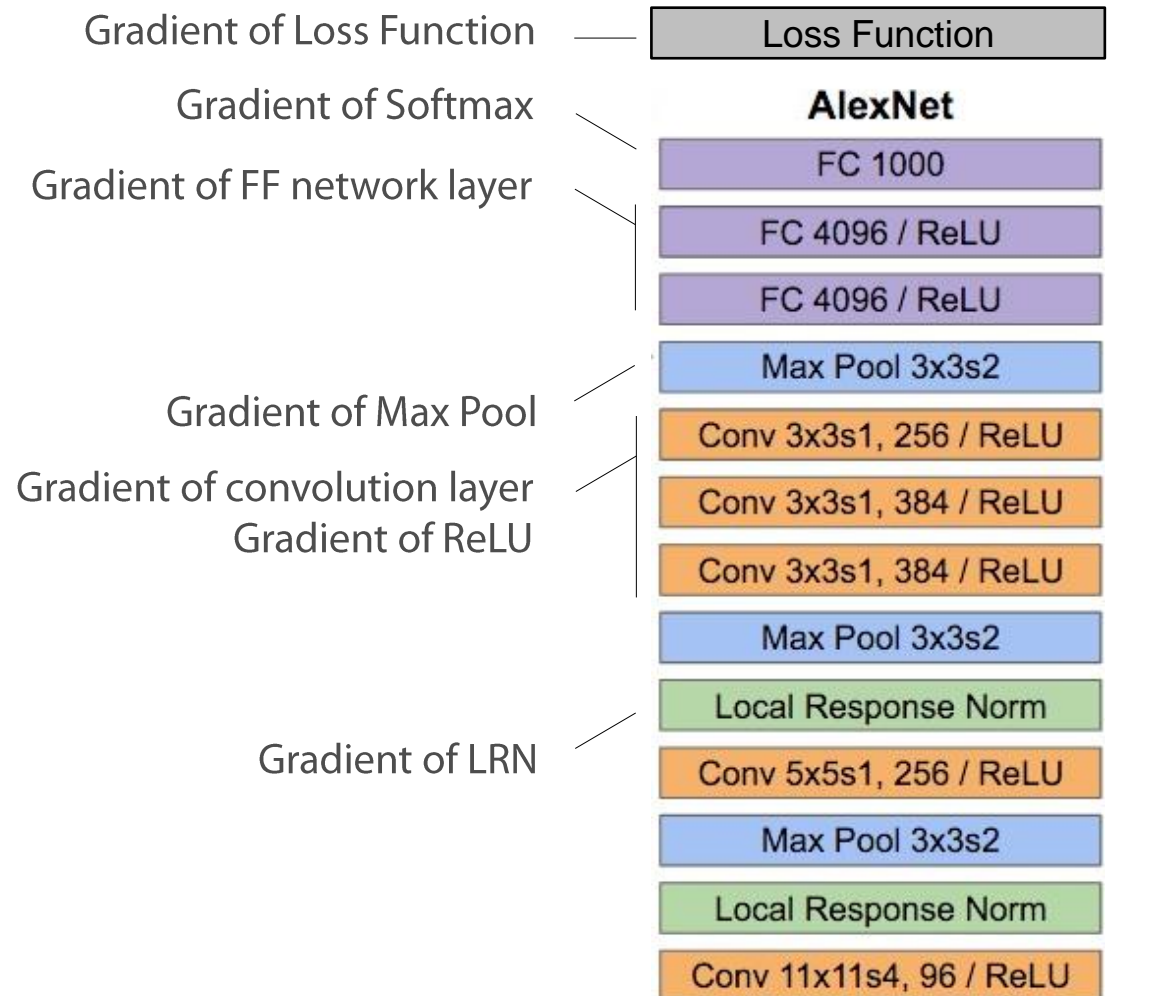 Gradient of Loss Function
Loss Function
Gradient of Softmax
AlexNet
FC 1000
Gradient of FF network layer
FC 4096 / ReLU
FC 4096 / ReLU
Max Pool 3x3s2
Gradient of Max Pool
Conv 3x3s1, 256 / ReLU
Gradient of convolution layer
Conv 3x3s1, 384 / ReLU
Gradient of ReLU
Conv 3x3s1, 384 / ReLU
Max Pool 3x3s2
Local Response Norm
Gradient of LRN
Conv 5x5s1, 256 / ReLU
Max Pool 3x3s2
Local Response Norm
Conv 11x11s4, 96 / ReLU